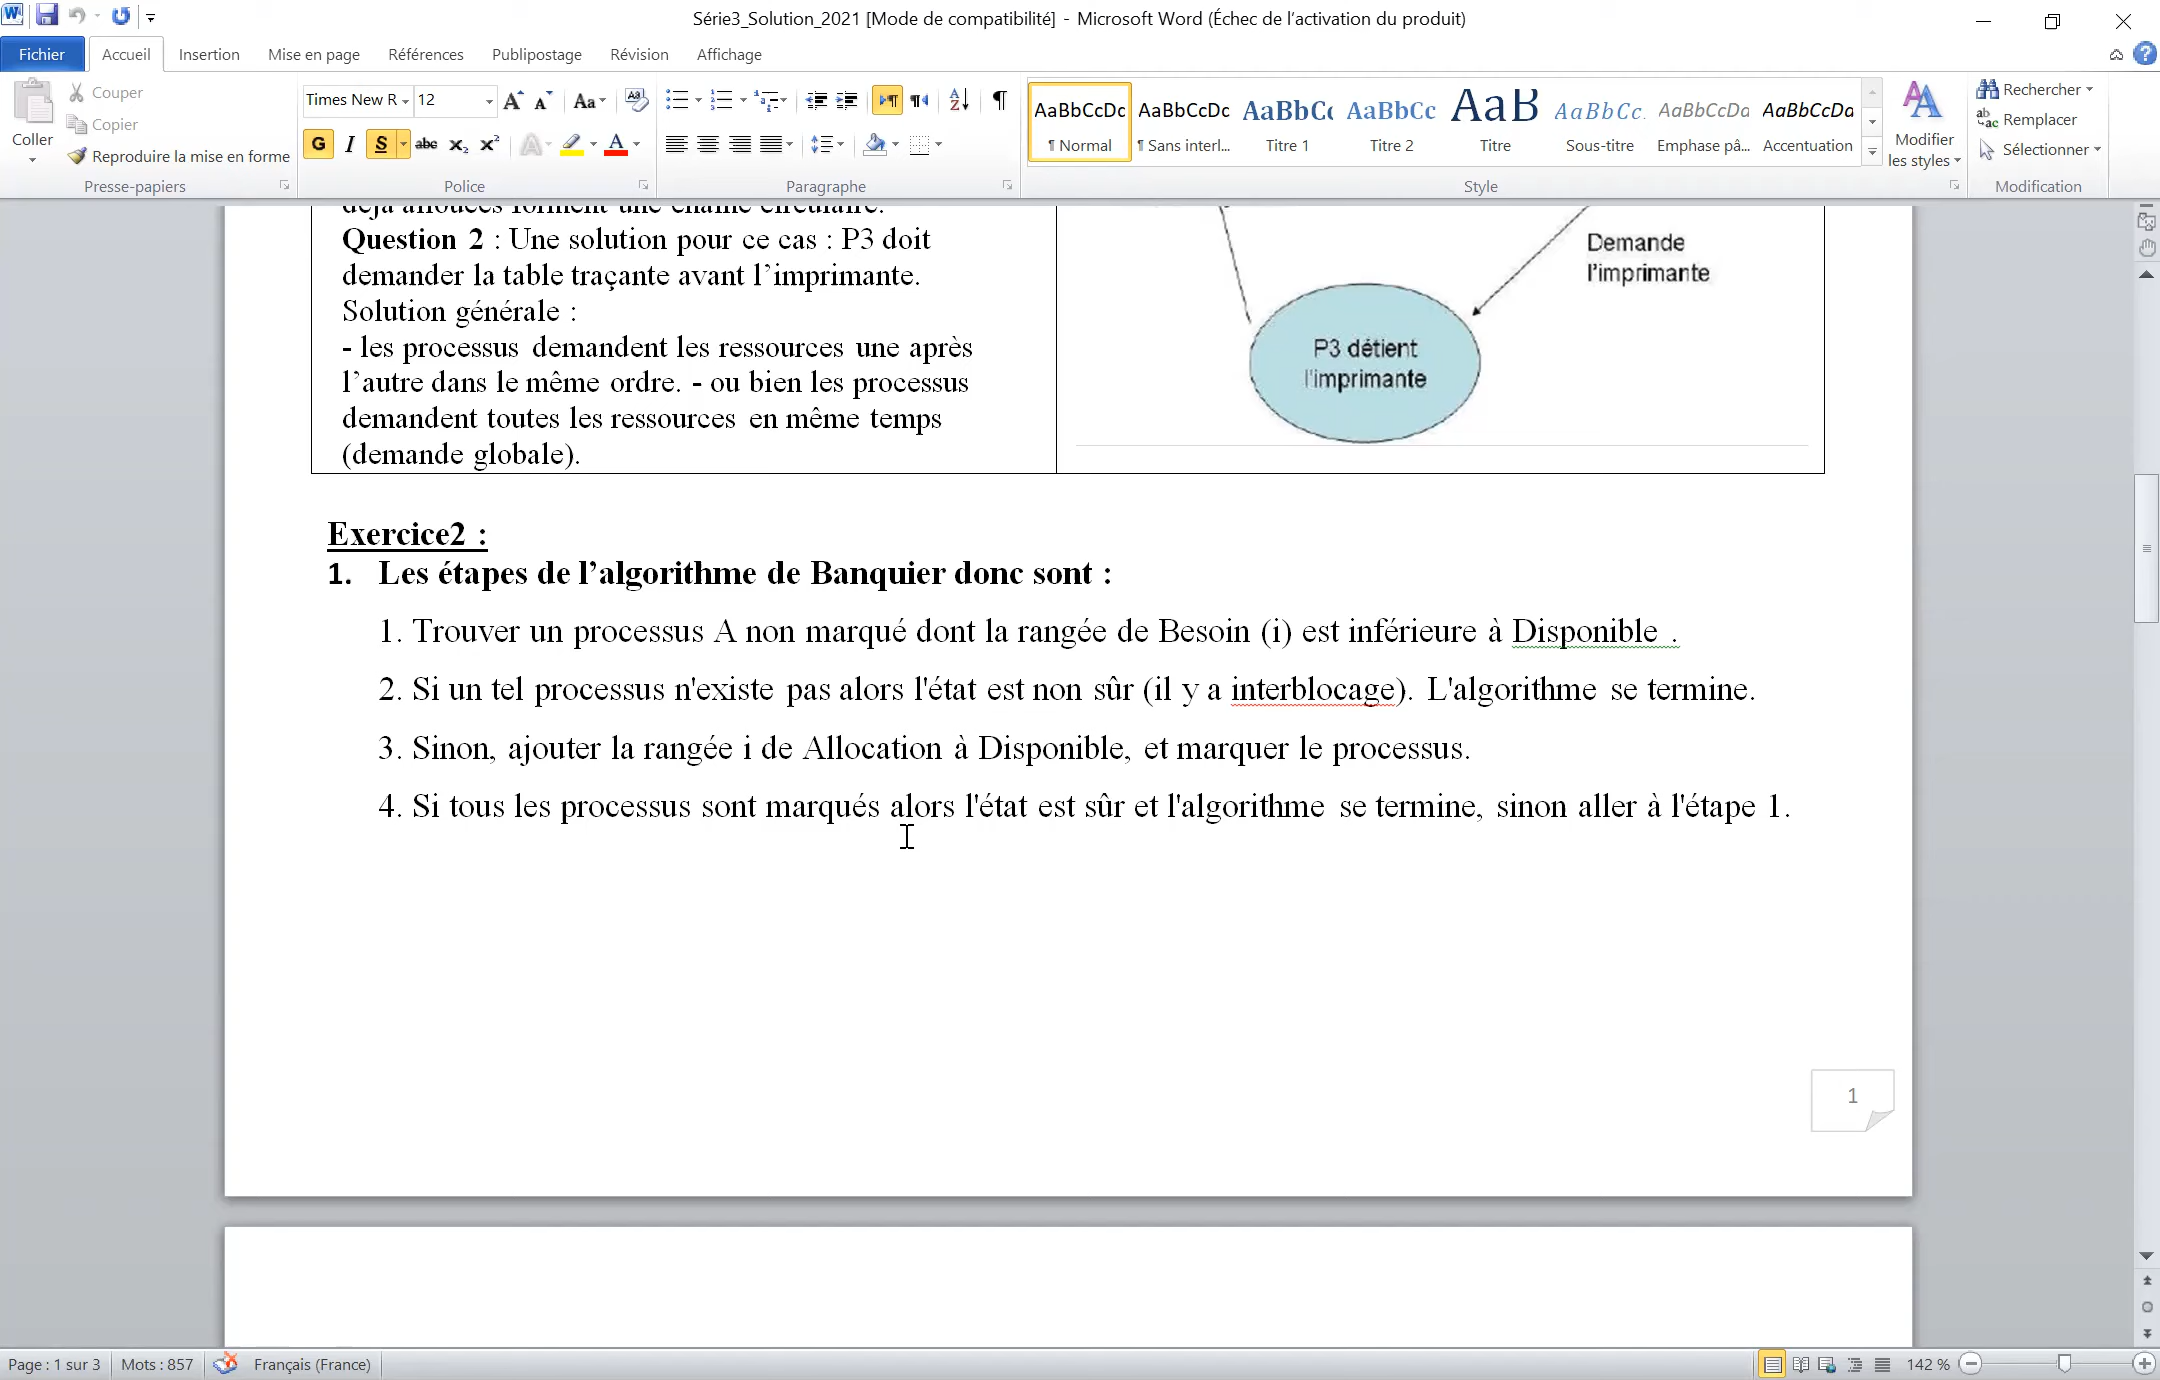 Série3_Solution_2021 [Mode de compatibilité] - Microsoft Word (Échec de l'activation du produit)
Fichier Accueil Insertion Mise en page Références Publipostage Révision Affichage
Coller
Couper
Copier
Reproduire la mise en forme
Presse-papiers
Times New R 12
Police
Paragraphe
AaBbCcDc AaBbCcDc AaBbCc AaBbCc AaB AaBbCc. AaBbCcDa AaBbCcDa
¶ Normal ¶ Sans interl... Titre 1 Titre 2 Titre Sous-titre Emphase pâ... Accentuation
Style
Modifier
les styles
Rechercher
Remplacer
Sélectionner
Modification
déjà allouées forment une chaîne circulaire.
Question 2 : Une solution pour ce cas : P3 doit
demander la table traçante avant l’imprimante.
Solution générale :
- les processus demandent les ressources une après
l’autre dans le même ordre. - ou bien les processus
demandent toutes les ressources en même temps
(demande globale).
Demande
l'imprimante
P3 détient
l'imprimante
Exercice2 :
1. Les étapes de l’algorithme de Banquier donc sont :
1. Trouver un processus A non marqué dont la rangée de Besoin (i) est inférieure à Disponible .
2. Si un tel processus n'existe pas alors l'état est non sûr (il y a interblocage). L'algorithme se termine.
3. Sinon, ajouter la rangée i de Allocation à Disponible, et marquer le processus.
4. Si tous les processus sont marqués alors l'état est sûr et l'algorithme se termine, sinon aller à l'étape 1.
1
Page : 1 sur 3 Mots : 857 Français (France) 142 %